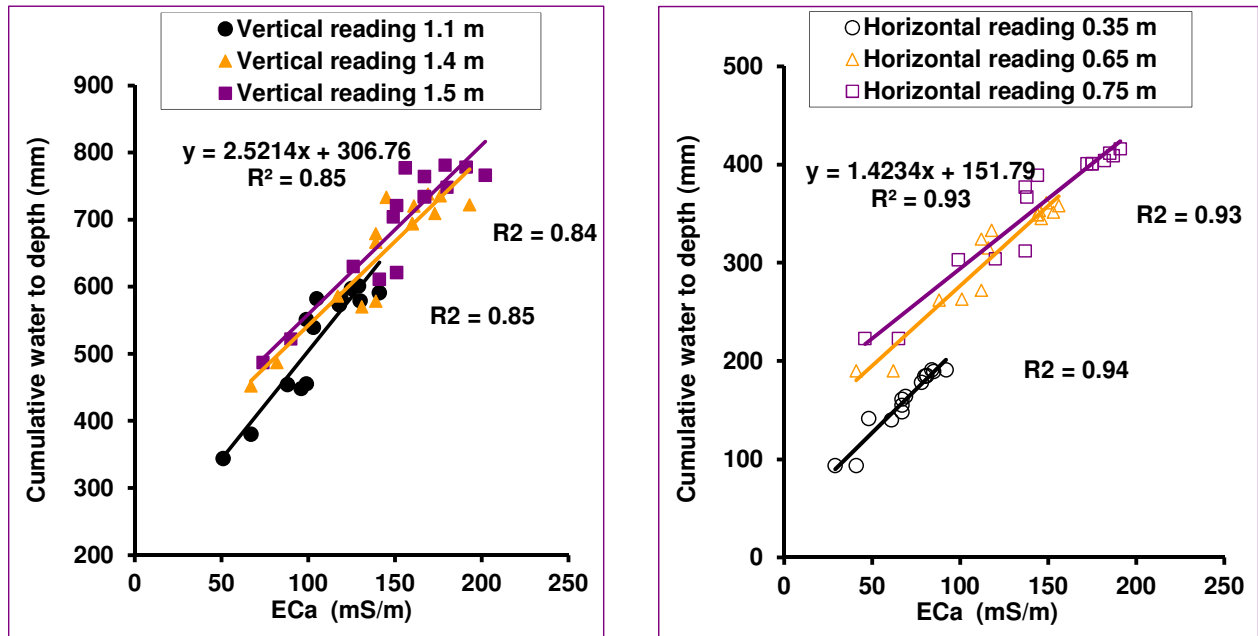 Vertical reading 1.1 m
Vertical reading 1.4 m
Vertical reading 1.5 m
900
800
700
600
500
400
300
200
Cumulative water to depth (mm)
y = 2.5214x + 306.76
R² = 0.85
R2 = 0.84
R2 = 0.85
0
50
100
150
200
250
ECa (mS/m)
Horizontal reading 0.35 m
Horizontal reading 0.65 m
Horizontal reading 0.75 m
500
400
300
200
100
0
Cumulative water to depth (mm)
y = 1.4234x + 151.79
R² = 0.93
R2 = 0.93
R2 = 0.94
0
50
100
150
200
250
ECa (mS/m)